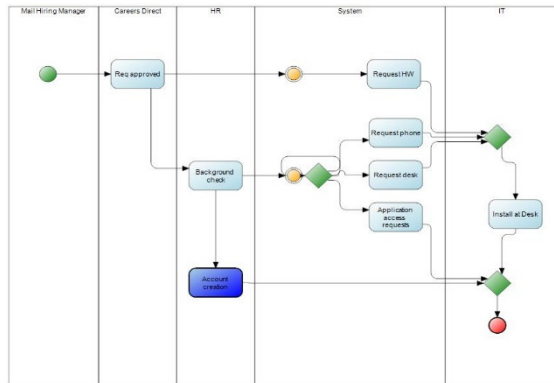 Mail Hiring Manager
Careers Direct
HR
System
IT
Req approved
Request HW
Request phone
Background
check
Request desk
Application
access
requests
Install at Desk
Account
creation